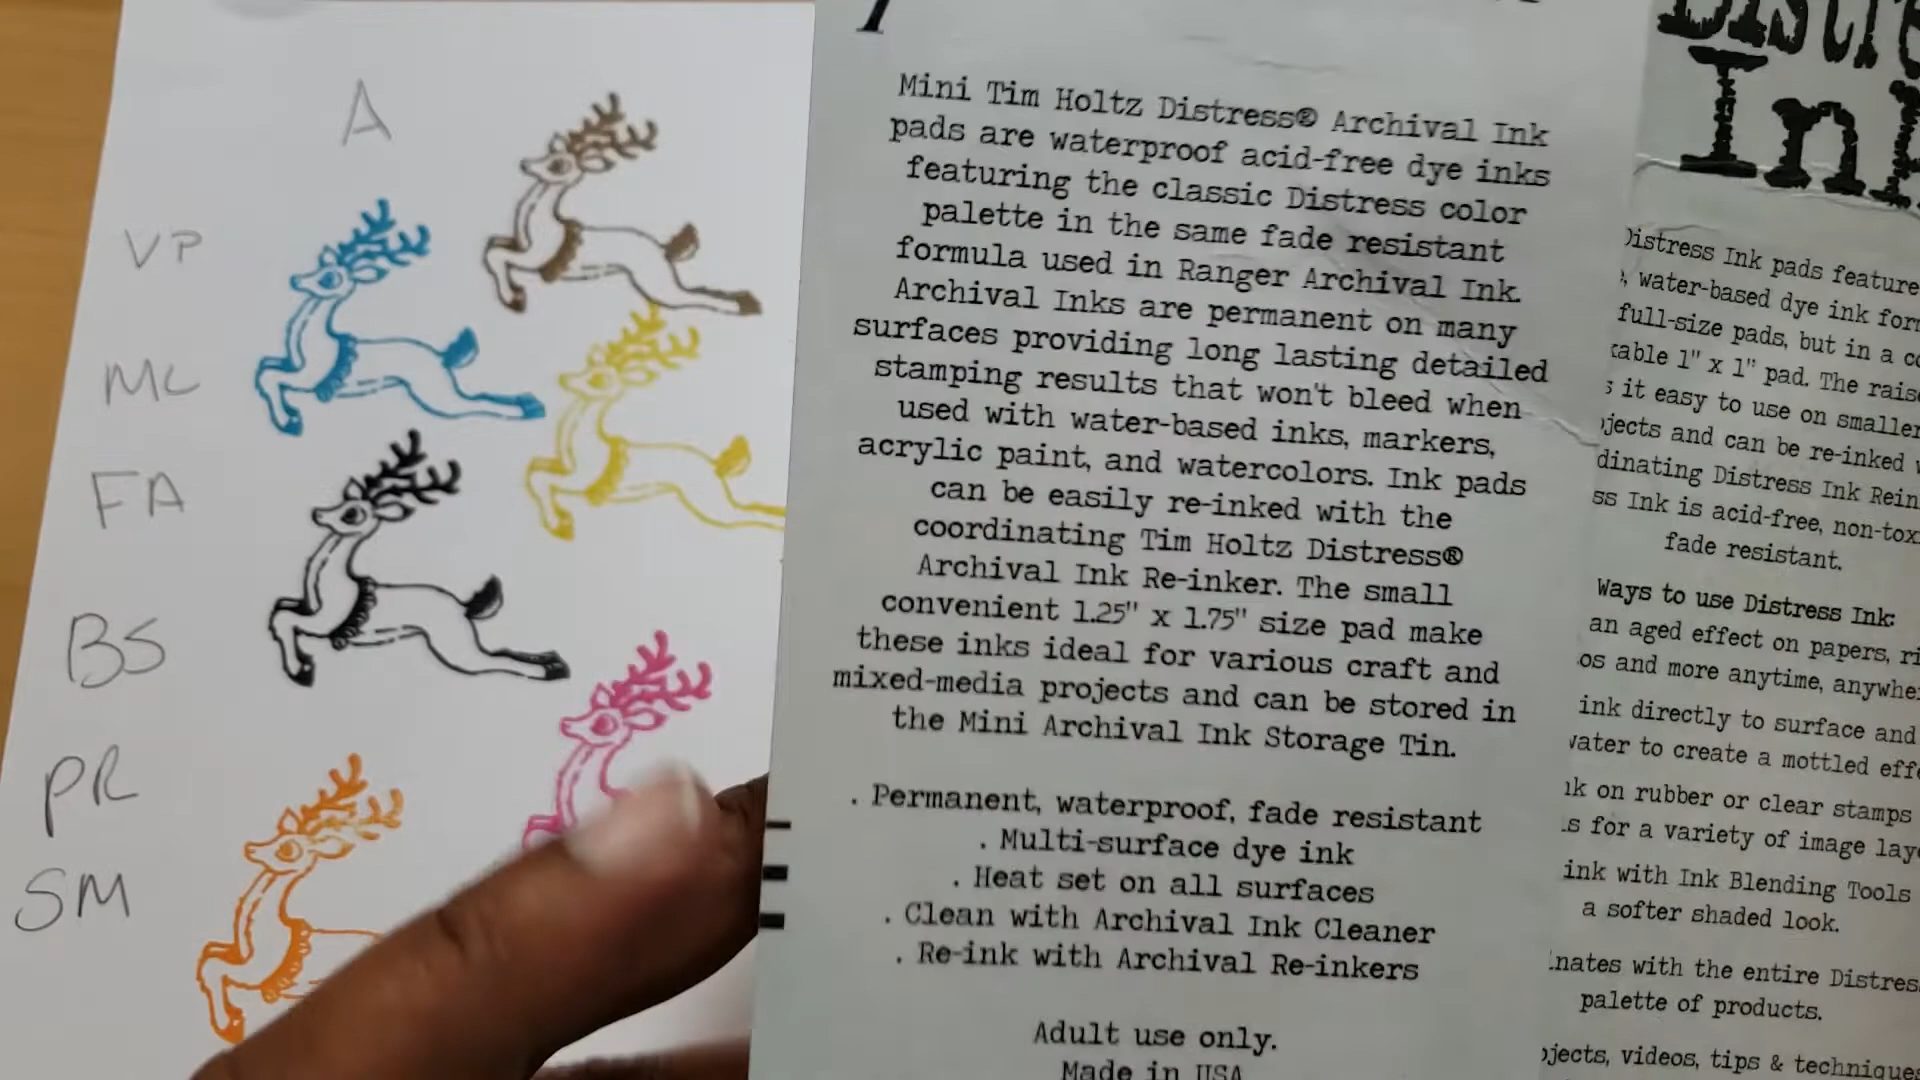 A
VP
MC
FA
BS
PR
SM
Mini Tim Holtz Distress® Archival Ink
pads are waterproof acid-free dye inks
featuring the classic Distress color
palette in the same fade resistant
formula used in Ranger Archival Ink.
Archival Inks are permanent on many
surfaces providing long lasting detailed
stamping results that won't bleed when
used with water-based inks, markers,
acrylic paint, and watercolors. Ink pads
can be easily re-inked with the
coordinating Tim Holtz Distress®
Archival Ink Re-inker. The small
convenient 1.25" x 1.75" size pad make
these inks ideal for various craft and
mixed-media projects and can be stored in
the Mini Archival Ink Storage Tin.
. Permanent, waterproof, fade resistant
. Multi-surface dye ink
. Heat set on all surfaces
. Clean with Archival Ink Cleaner
. Re-ink with Archival Re-inkers
Adult use only.
Made in USA
Distress Ink pads feature
, water-based dye ink
full-size pads, but in a
1" x 1" pad. The
it easy to use on smaller
and can be re-inked
Distress Ink
Ink is acid-free,
fade resistant.
Ways to use Distress Ink:
an aged effect on papers,
and more anytime,
ink directly to surface and
to create a mottled
on rubber or clear stamps
for a variety of image
ink with Ink Blending Tools
a softer shaded look.
with the entire
palette of products.
videos, tips & techniques